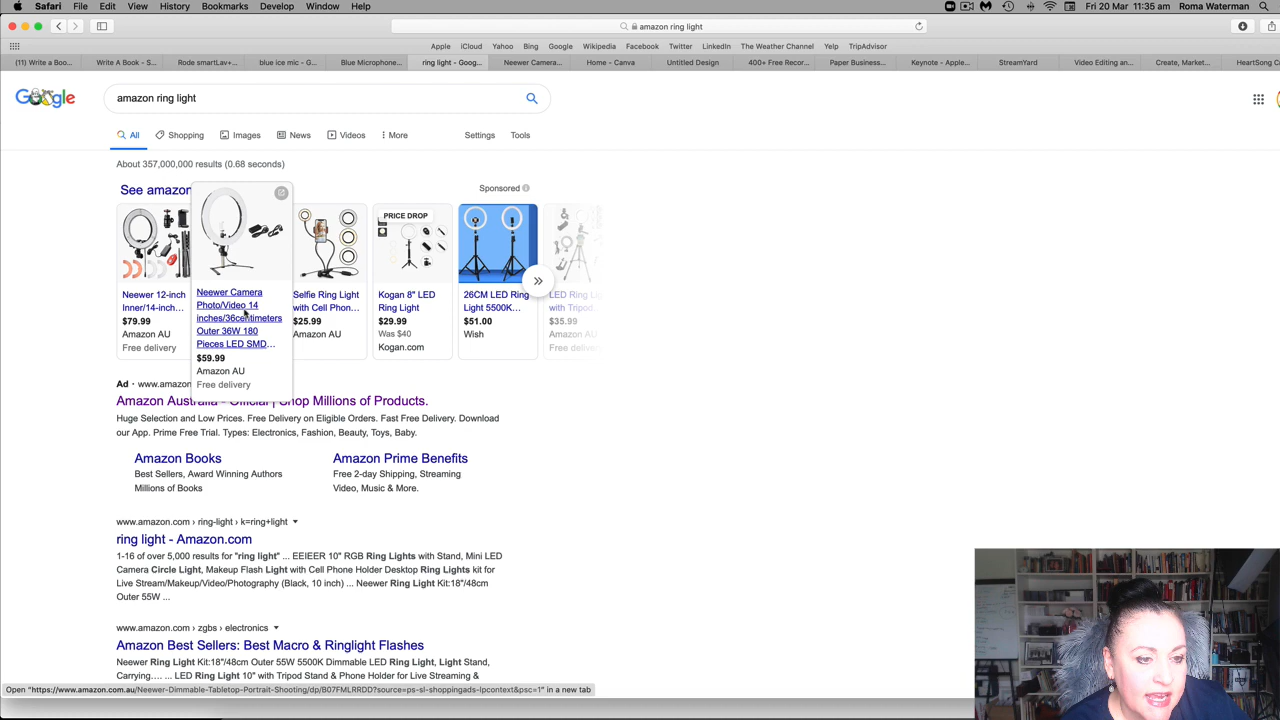 Safari File Edit View History Bookmarks Develop Window Help
Fri 20 Mar 11:35 am Roma Waterman
amazon ring light
Apple iCloud Yahoo Bing Google Wikipedia Facebook Twitter LinkedIn The Weather Channel Yelp TripAdvisor
(11) Write a Boo... Write A Book - S... Rode smartLav+... blue ice mic - G... Blue Microphone... ring light - Goog... Neewer Camera... Home - Canva Untitled Design 400+ Free Recor... Paper Business... Keynote - Apple... StreamYard Video Editing an... Create, Market... HeartSong C
Google
amazon ring light
All Shopping Images News Videos More Settings Tools
About 357,000,000 results (0.68 seconds)
See amazon
Sponsored
Neewer 12-inch
Inner/14-inch...
$79.99
Amazon AU
Free delivery
Neewer Camera
Photo/Video 14
inches/36centimeters
Outer 36W 180
Pieces LED SMD...
$59.99
Amazon AU
Free delivery
Selfie Ring Light
with Cell Phon...
$25.99
Amazon AU
PRICE DROP
Kogan 8" LED
Ring Light
$29.99
Was $40
Kogan.com
26CM LED Ring
Light 5500K...
$51.00
Wish
LED Ring Li
with Tripod
$35.99
Amazon AU
Free deliver
Ad · www.amazon
Amazon Australia - Official | Shop Millions of Products.
Huge Selection and Low Prices. Free Delivery on Eligible Orders. Fast Free Delivery. Download
our App. Prime Free Trial. Types: Electronics, Fashion, Beauty, Toys, Baby.
Amazon Books
Best Sellers, Award Winning Authors
Millions of Books
Amazon Prime Benefits
Free 2-day Shipping, Streaming
Video, Music & More.
www.amazon.com › ring-light › k=ring+light
ring light - Amazon.com
1-16 of over 5,000 results for "ring light" ... EEIEER 10" RGB Ring Lights with Stand, Mini LED
Camera Circle Light, Makeup Flash Light with Cell Phone Holder Desktop Ring Lights kit for
Live Stream/Makeup/Video/Photography (Black, 10 inch) ... Neewer Ring Light Kit:18"/48cm
Outer 55W ...
www.amazon.com › zgbs › electronics
Amazon Best Sellers: Best Macro & Ringlight Flashes
Neewer Ring Light Kit:18"/48cm Outer 55W 5500K Dimmable LED Ring Light, Light Stand,
Carrying.... ... LED Ring Light 10" with Tripod Stand & Phone Holder for Live Streaming &
Open "https://www.amazon.com.au/Neewer-Dimmable-Tabletop-Portrait-Shooting/dp/B07FMLRRDD?source=ps-sl-shoppingads-lpcontext&psc=1" in a new tab